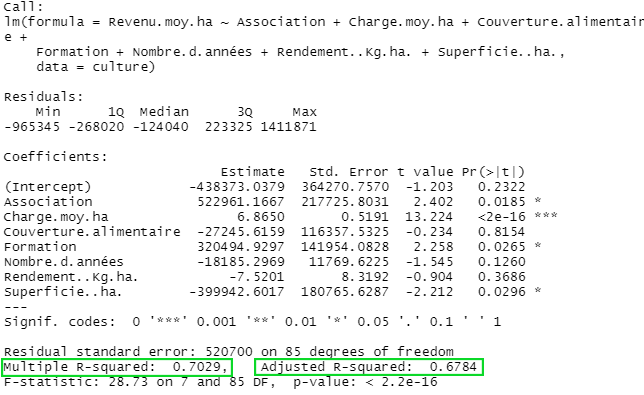 Call:
lm(formula = Revenu.moy.ha ~ Association + Charge.moy.ha + Couverture.alimentair
e +
Formation + Nombre.d.années + Rendement..Kg.ha. + Superficie..ha.,
data = culture)
Residuals:
Min 1Q Median 3Q Max
-965345 -268020 -124040 223325 1411871
Coefficients:
Estimate Std. Error t value Pr(>|t|)
(Intercept) -438373.0379 364270.7570 -1.203 0.2322
Association 522961.1667 217725.8031 2.402 0.0185 *
Charge.moy.ha 6.8650 0.5191 13.224 <2e-16 ***
Couverture.alimentaire -27245.6159 116357.5325 -0.234 0.8154
Formation 320494.9297 141954.0828 2.258 0.0265 *
Nombre.d.années -18185.2969 11769.6225 -1.545 0.1260
Rendement..Kg.ha. -7.5201 8.3192 -0.904 0.3686
Superficie..ha. -399942.6017 180765.6287 -2.212 0.0296 *
---
Signif. codes: 0 '***' 0.001 '**' 0.01 '*' 0.05 '.' 0.1 ' ' 1
Residual standard error: 520700 on 85 degrees of freedom
Multiple R-squared: 0.7029, Adjusted R-squared: 0.6784
F-statistic: 28.73 on 7 and 85 DF, p-value: < 2.2e-16